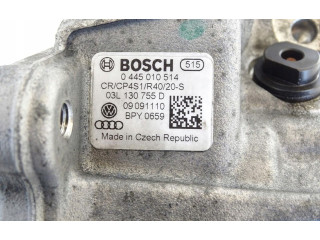 BOSCH 515
0 445 010 514
CR/CP4S1/R40/20-S
03L 130 755 D
09091110
BPY 0659
Made in Czech Republic